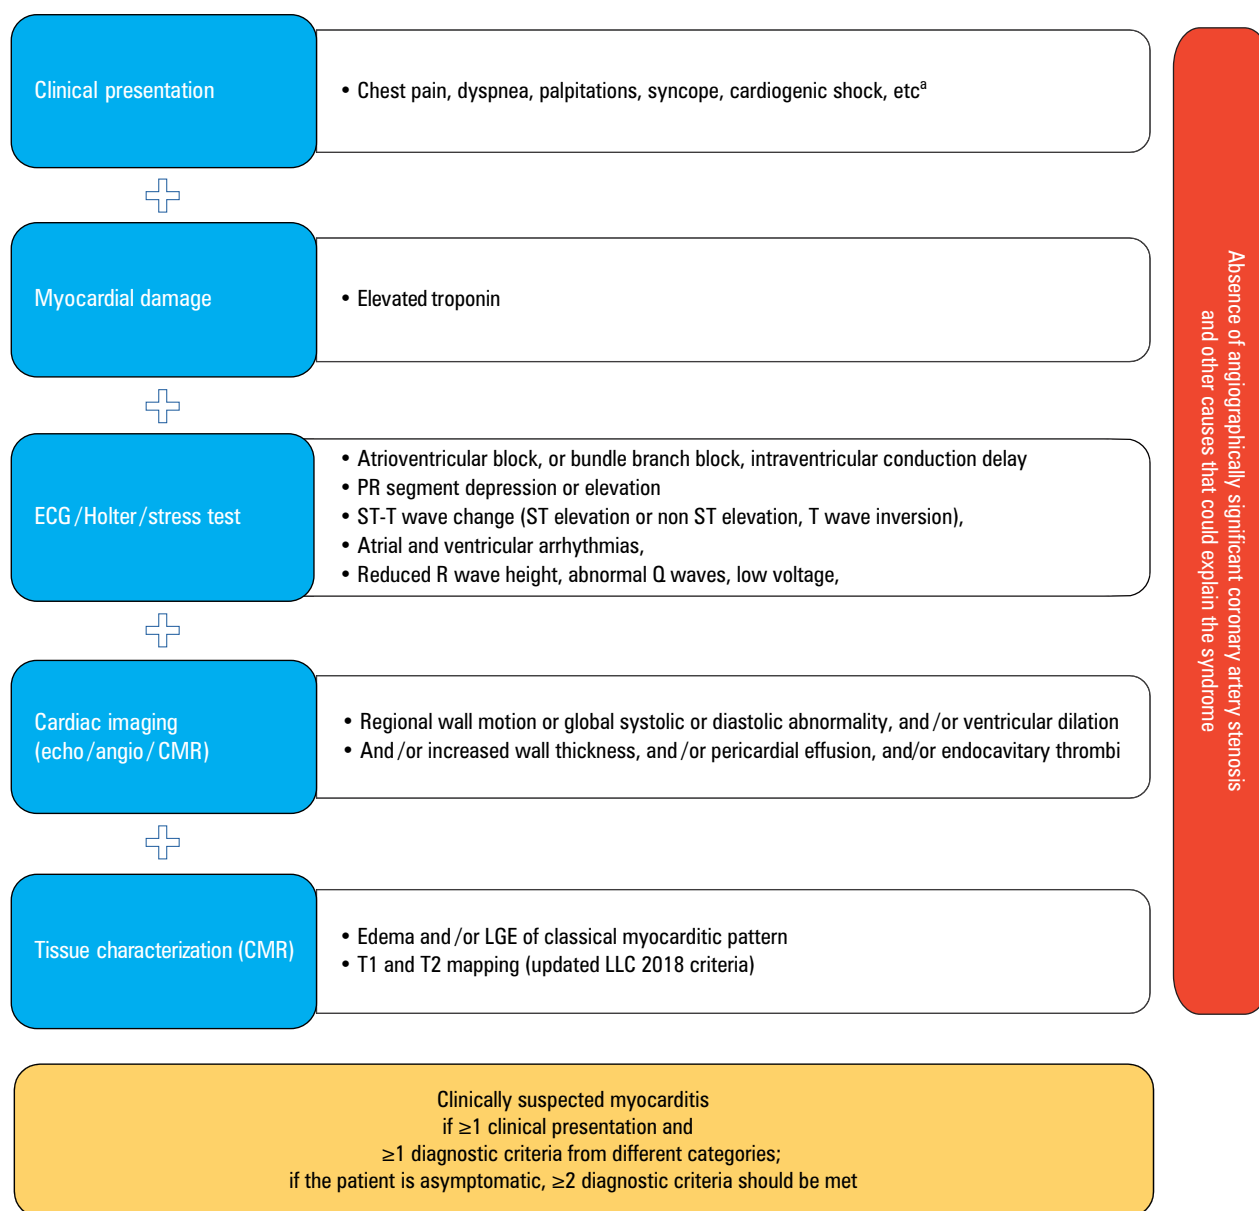 Clinical presentation
• Chest pain, dyspnea, palpitations, syncope, cardiogenic shock, etcᵃ
Myocardial damage
• Elevated troponin
ECG/Holter/stress test
• Atrioventricular block, or bundle branch block, intraventricular conduction delay
• PR segment depression or elevation
• ST-T wave change (ST elevation or non ST elevation, T wave inversion),
• Atrial and ventricular arrhythmias,
• Reduced R wave height, abnormal Q waves, low voltage,
Cardiac imaging
(echo/angio/CMR)
• Regional wall motion or global systolic or diastolic abnormality, and/or ventricular dilation
• And/or increased wall thickness, and/or pericardial effusion, and/or endocavitary thrombi
Tissue characterization (CMR)
• Edema and/or LGE of classical myocarditic pattern
• T1 and T2 mapping (updated LLC 2018 criteria)
Absence of angiographically significant coronary artery stenosis
and other causes that could explain the syndrome
Clinically suspected myocarditis
if ≥1 clinical presentation and
≥1 diagnostic criteria from different categories;
if the patient is asymptomatic, ≥2 diagnostic criteria should be met